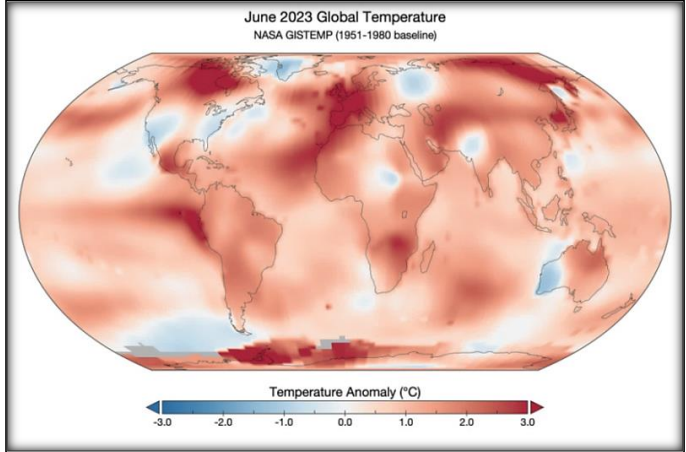 June 2023 Global Temperature
NASA GISTEMP (1951-1980 baseline)
Temperature Anomaly (°C)
-3.0 -2.0 -1.0 0.0 1.0 2.0 3.0